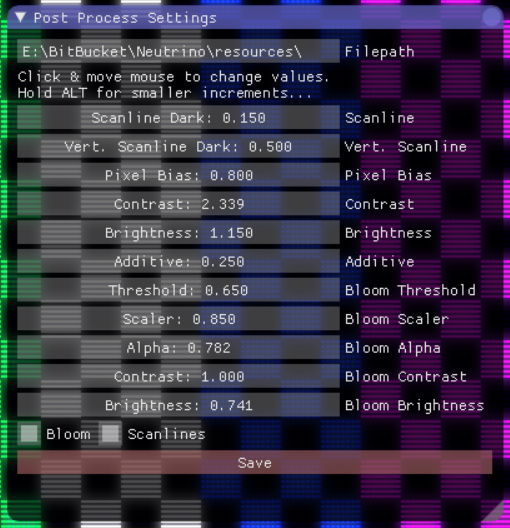 Post Process Settings
E:\BitBucket\Neutrino\resources\ Filepath
Click & move mouse to change values.
Hold ALT for smaller increments...
Scanline Dark: 0.150 Scanline
Vert. Scanline Dark: 0.500 Vert. Scanline
Pixel Bias: 0.800 Pixel Bias
Contrast: 2.339 Contrast
Brightness: 1.150 Brightness
Additive: 0.250 Additive
Threshold: 0.650 Bloom Threshold
Scaler: 0.850 Bloom Scaler
Alpha: 0.782 Bloom Alpha
Contrast: 1.000 Bloom Contrast
Brightness: 0.741 Bloom Brightness
Bloom Scanlines
Save